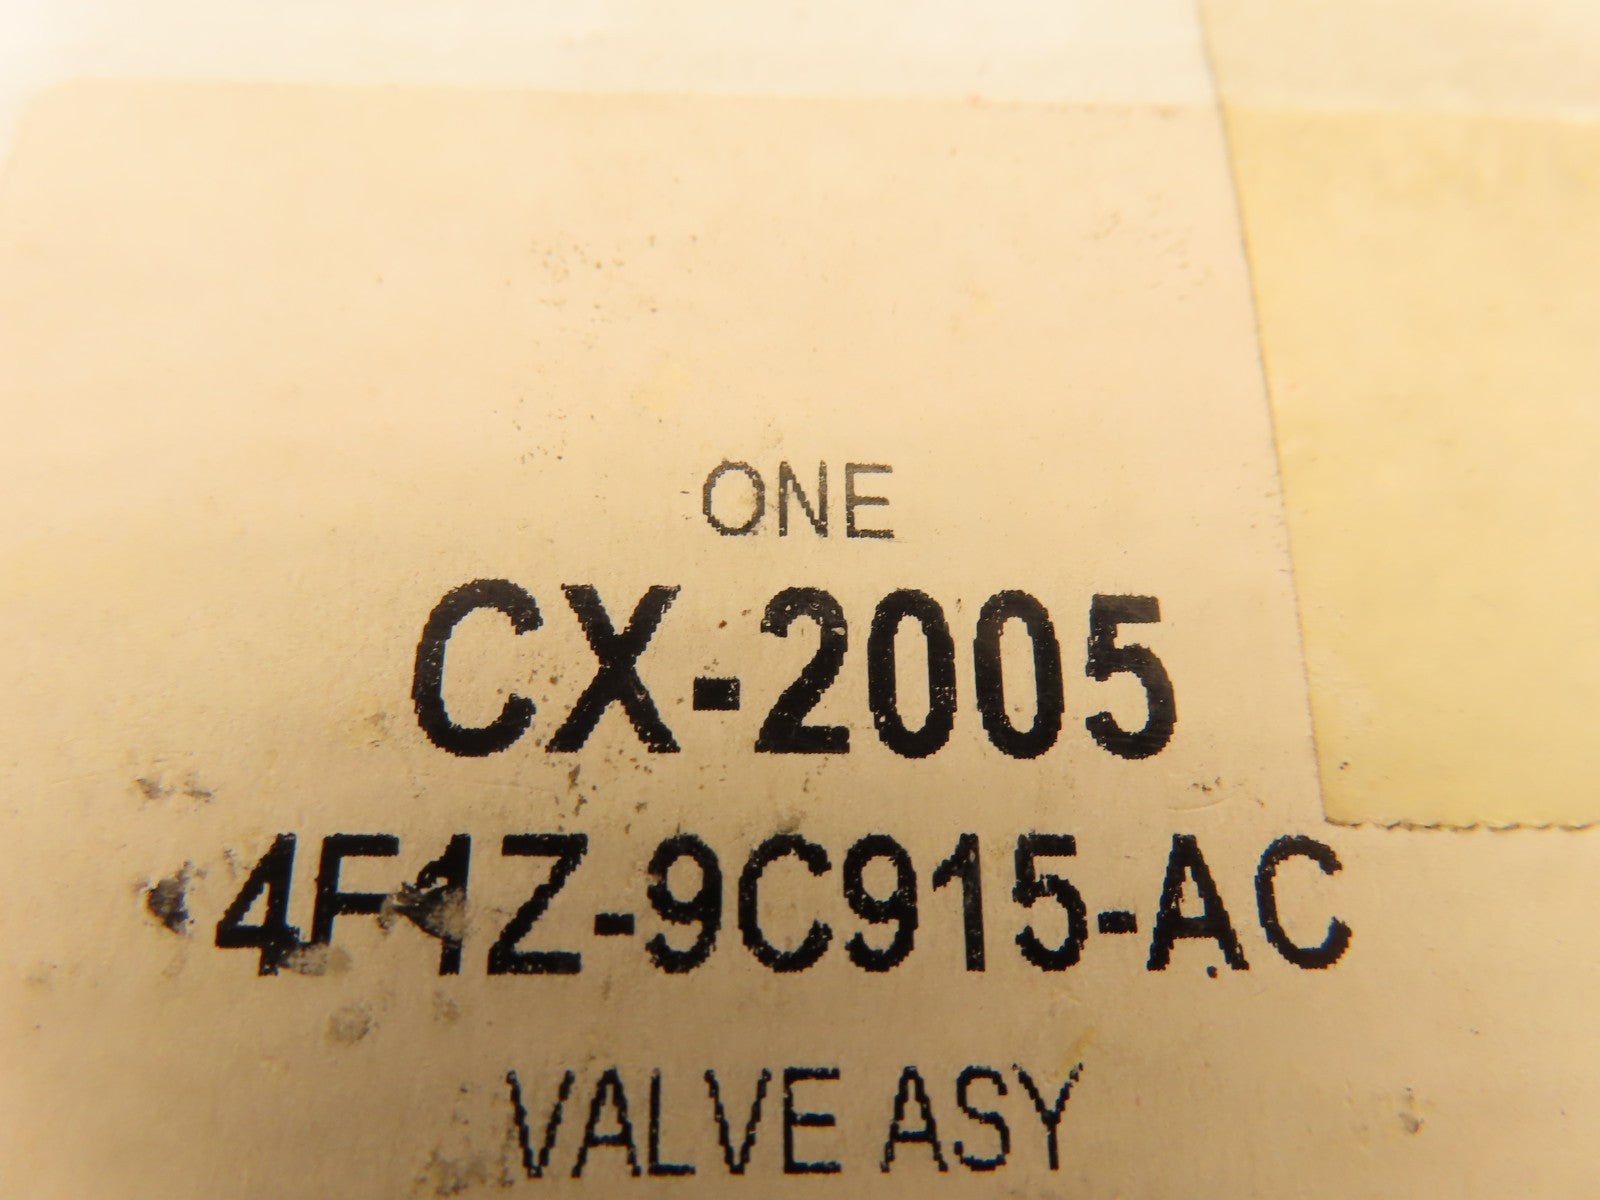 ONE
CX-2005
4F1Z-9C915-AC
VALVE ASY